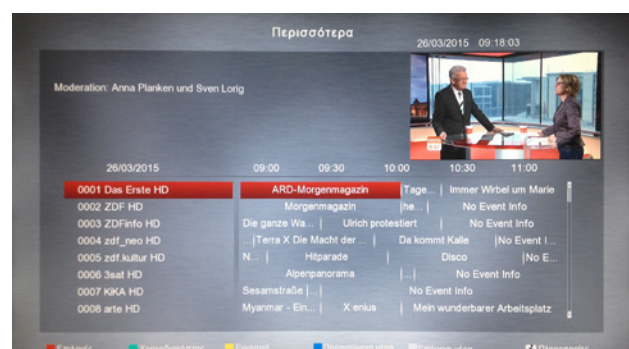 Περισσότερα
26/03/2015 09:18:03
Moderation: Anna Planken und Sven Lorig
26/03/2015 09:00 09:30 10:00 10:30 11:00
0001 Das Erste HD ARD-Morgenmagazin Tage... Immer Wirbel um Marie
0002 ZDF HD Morgenmagazin he... No Event Info
0003 ZDFinfo HD Die ganze Wa... Ulrich protestiert No Event Info
0004 zdf_neo HD ... Terra X Die Macht der ... Da kommt Kalle No Event I...
0005 zdf.kultur HD N... Hitparade Disco No E...
0006 3sat HD Alpenpanorama ... No Event Info
0007 KiKA HD Sesamstraße ... No Event Info
0008 arte HD Myanmar - Ein... X:enius Mein wunderbarer Arbeitsplatz